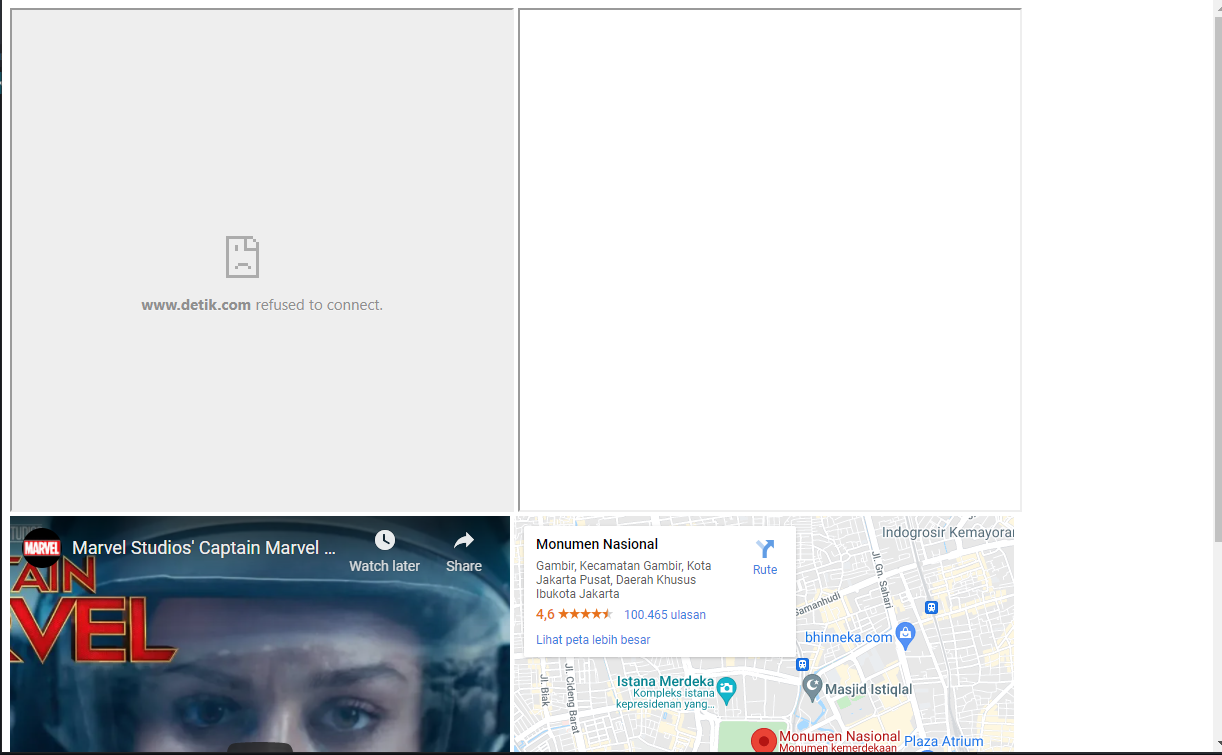 www.detik.com refused to connect.
STUDIOS
MARVEL
Marvel Studios' Captain Marvel ...
Watch later
Share
TAIN
VEL
Monumen Nasional
Gambir, Kecamatan Gambir, Kota
Jakarta Pusat, Daerah Khusus
Ibukota Jakarta
4,6
100.465 ulasan
Lihat peta lebih besar
Rute
Indogrosir Kemayoran
Jl. Gn. Sahari
Samanhudi
bhinneka.com
Jl. Biak
Jl. Cideng Barat
Istana Merdeka
Kompleks istana
kepresidenan yang...
Masjid Istiqlal
Monumen Nasional
Monumen kemerdekaan
Plaza Atrium